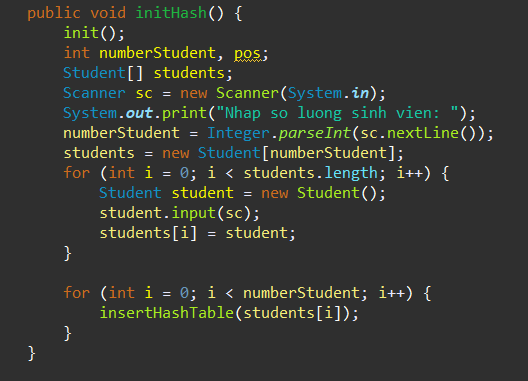 public void initHash() {
    init();
    int numberStudent, pos;
    Student[] students;
    Scanner sc = new Scanner(System.in);
    System.out.print("Nhap so luong sinh vien: ");
    numberStudent = Integer.parseInt(sc.nextLine());
    students = new Student[numberStudent];
    for (int i = 0; i < students.length; i++) {
        Student student = new Student();
        student.input(sc);
        students[i] = student;
    }

    for (int i = 0; i < numberStudent; i++) {
        insertHashTable(students[i]);
    }
}